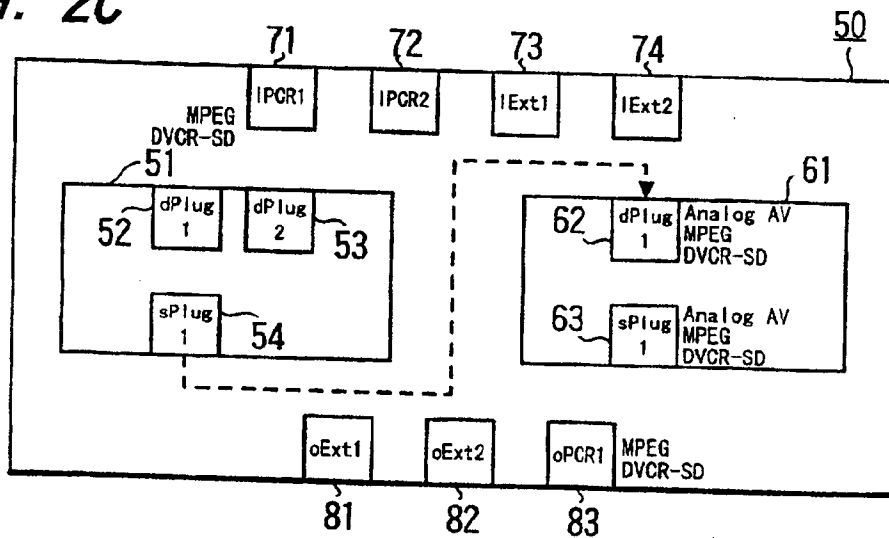 G. 2C
50
71
72
73
74
IPCR1
IPCR2
IExt1
IExt2
MPEG
DVCR-SD
51
61
52
dPlug
1
dPlug
2
53
62
dPlug
1
Analog AV
MPEG
DVCR-SD
sPlug
1
54
63
sPlug
1
Analog AV
MPEG
DVCR-SD
oExt1
oExt2
oPCR1
MPEG
DVCR-SD
81
82
83